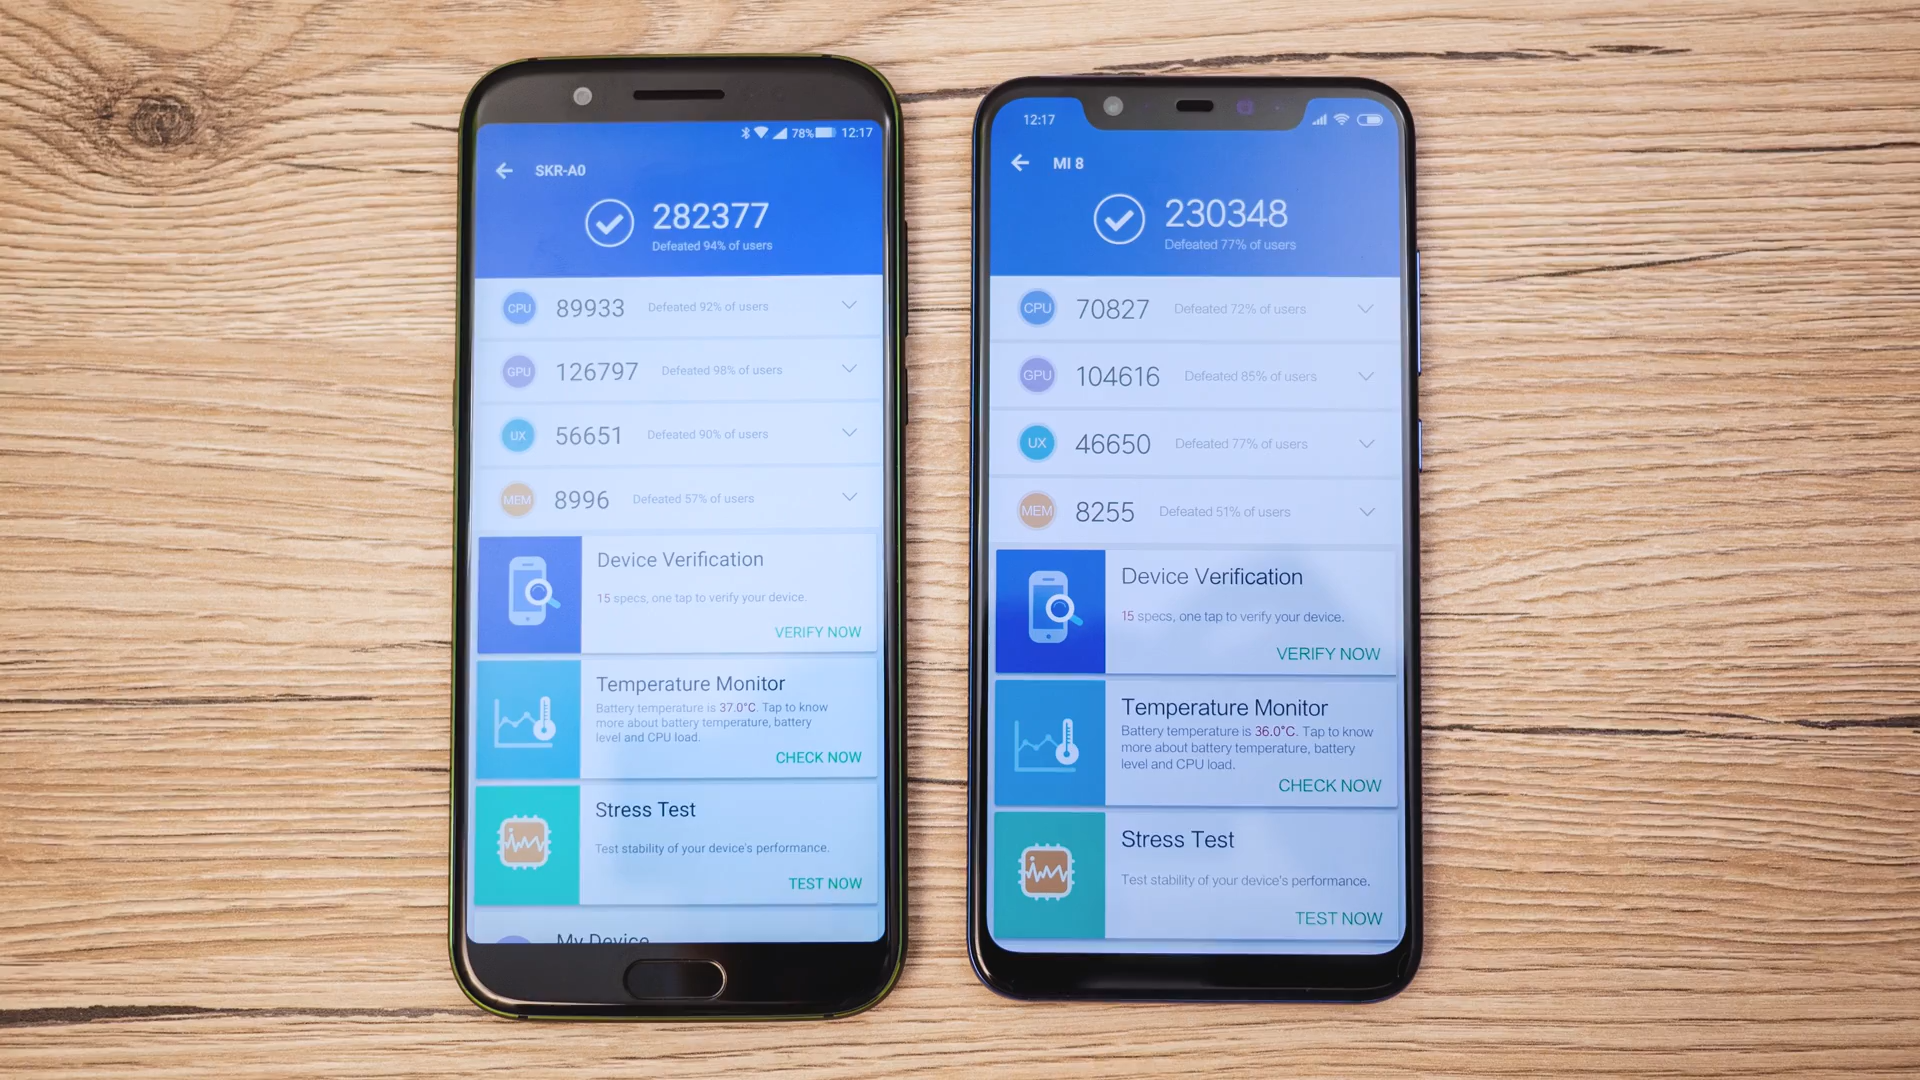 78% 12:17
SKR-A0
282377
Defeated 94% of users
CPU 89933 Defeated 92% of users
GPU 126797 Defeated 98% of users
UX 56651 Defeated 90% of users
MEM 8996 Defeated 57% of users
Device Verification
15 specs, one tap to verify your device.
VERIFY NOW
Temperature Monitor
Battery temperature is 37.0°C. Tap to know
more about battery temperature, battery
level and CPU load.
CHECK NOW
Stress Test
Test stability of your device's performance.
TEST NOW
My Device
12:17
MI 8
230348
Defeated 77% of users
CPU 70827 Defeated 72% of users
GPU 104616 Defeated 85% of users
UX 46650 Defeated 77% of users
MEM 8255 Defeated 51% of users
Device Verification
15 specs, one tap to verify your device.
VERIFY NOW
Temperature Monitor
Battery temperature is 36.0°C. Tap to know
more about battery temperature, battery
level and CPU load.
CHECK NOW
Stress Test
Test stability of your device's performance.
TEST NOW